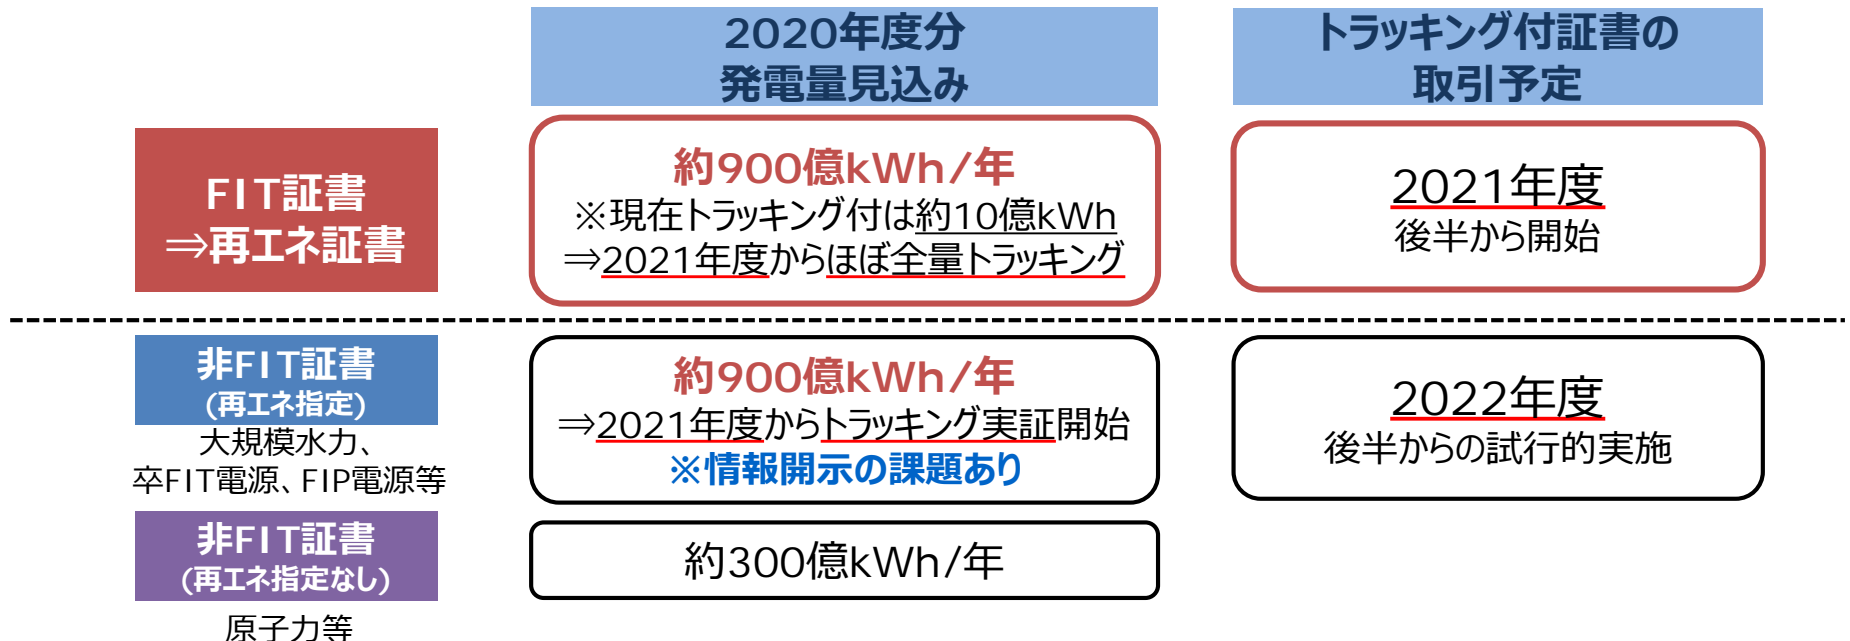 2020年度分
発電量見込み
トラッキング付証書の
取引予定
FIT証書
⇒再エネ証書
約900億kWh/年
※現在トラッキング付は約10億kWh
⇒2021年度からほぼ全量トラッキング
2021年度
後半から開始
非FIT証書
(再エネ指定)
大規模水力、
卒FIT電源、FIP電源等
約900億kWh/年
⇒2021年度からトラッキング実証開始
※情報開示の課題あり
2022年度
後半からの試行的実施
非FIT証書
(再エネ指定なし)
原子力等
約300億kWh/年